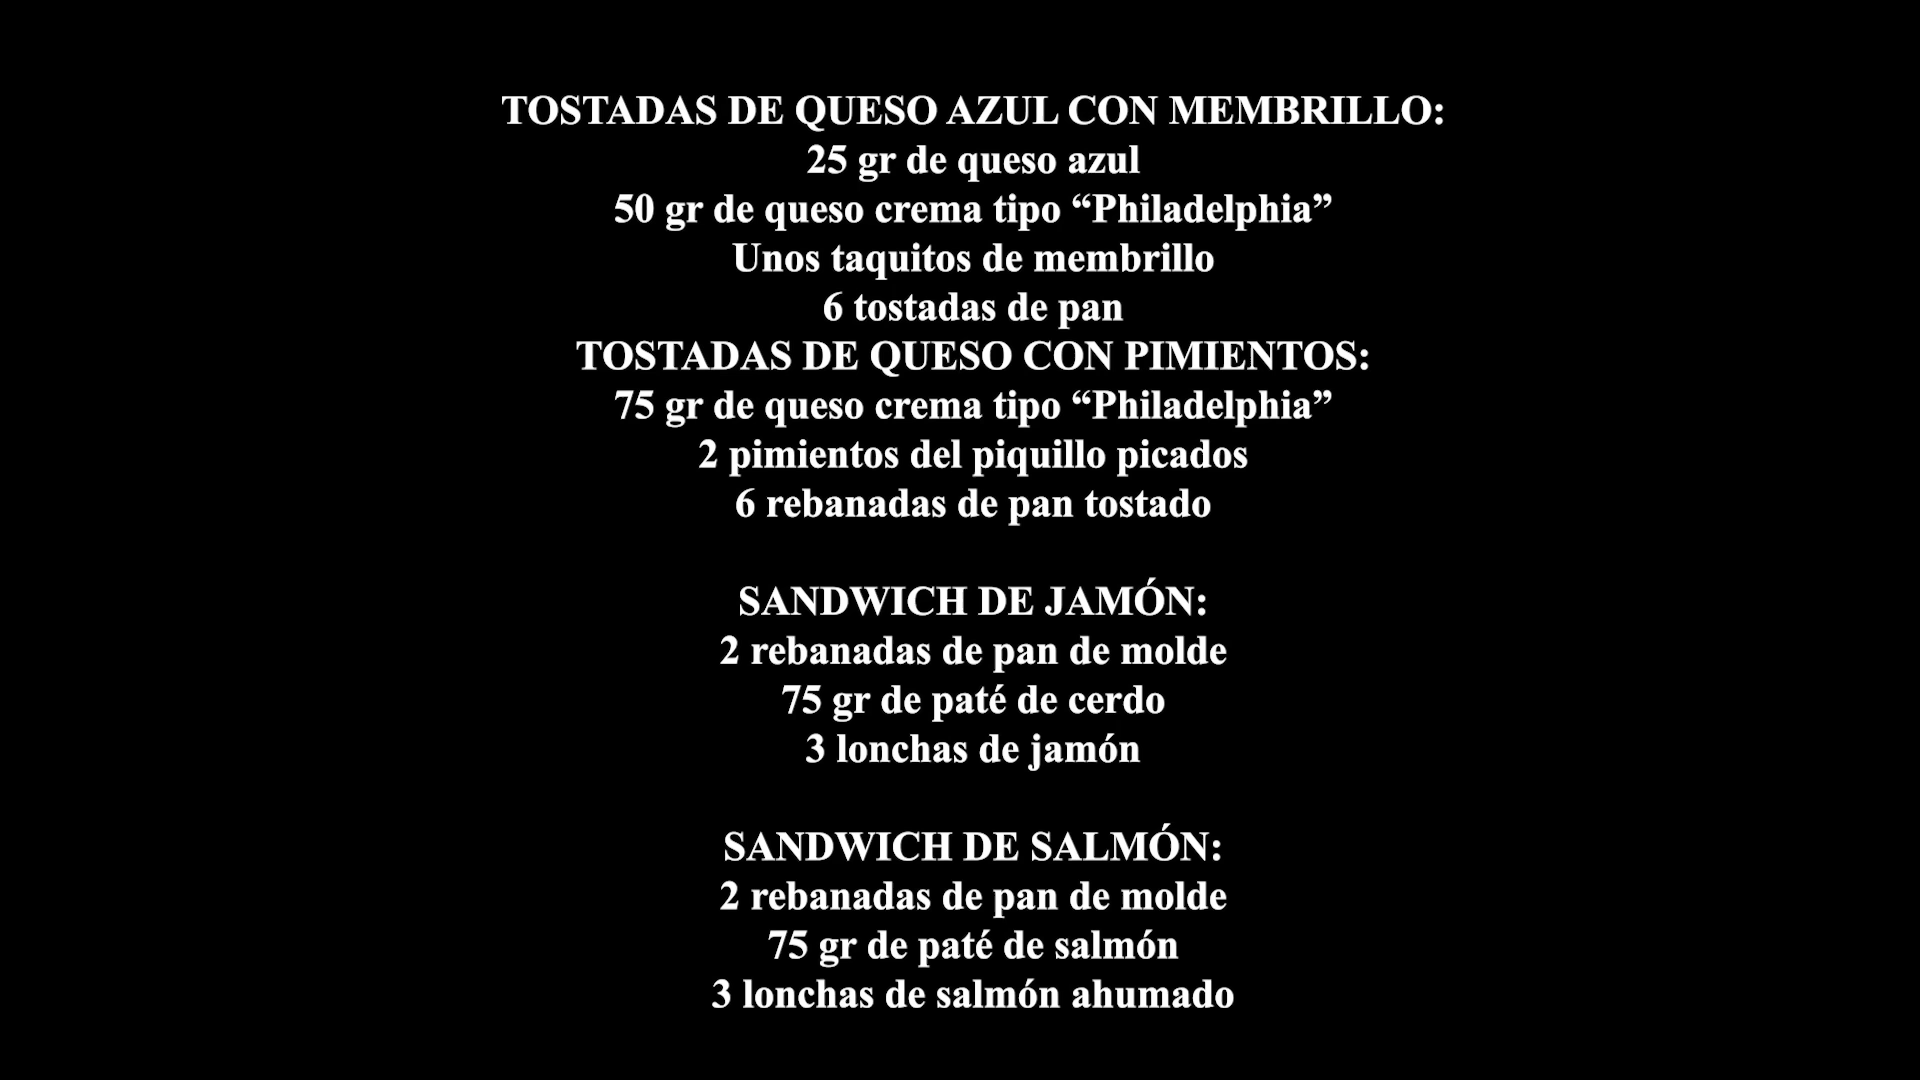 TOSTADAS DE QUESO AZUL CON MEMBRILLO:
25 gr de queso azul
50 gr de queso crema tipo “Philadelphia”
Unos taquitos de membrillo
6 tostadas de pan
TOSTADAS DE QUESO CON PIMIENTOS:
75 gr de queso crema tipo “Philadelphia”
2 pimientos del piquillo picados
6 rebanadas de pan tostado
SANDWICH DE JAMÓN:
2 rebanadas de pan de molde
75 gr de paté de cerdo
3 lonchas de jamón
SANDWICH DE SALMÓN:
2 rebanadas de pan de molde
75 gr de paté de salmón
3 lonchas de salmón ahumado